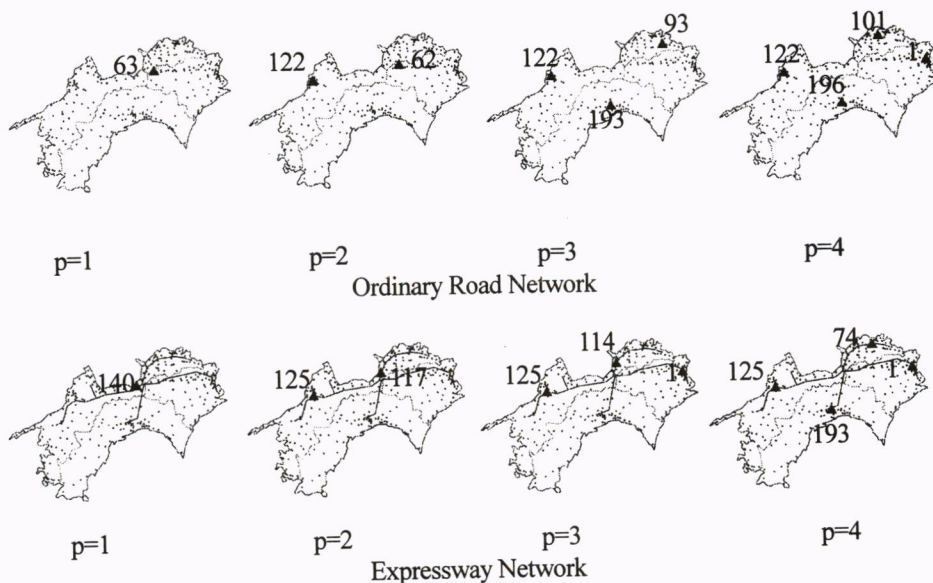 63
122
62
122
93
193
122
101
1
196
p=1
p=2
p=3
p=4
Ordinary Road Network
140
125
117
125
114
14
125
74
1
193
p=1
p=2
p=3
p=4
Expressway Network